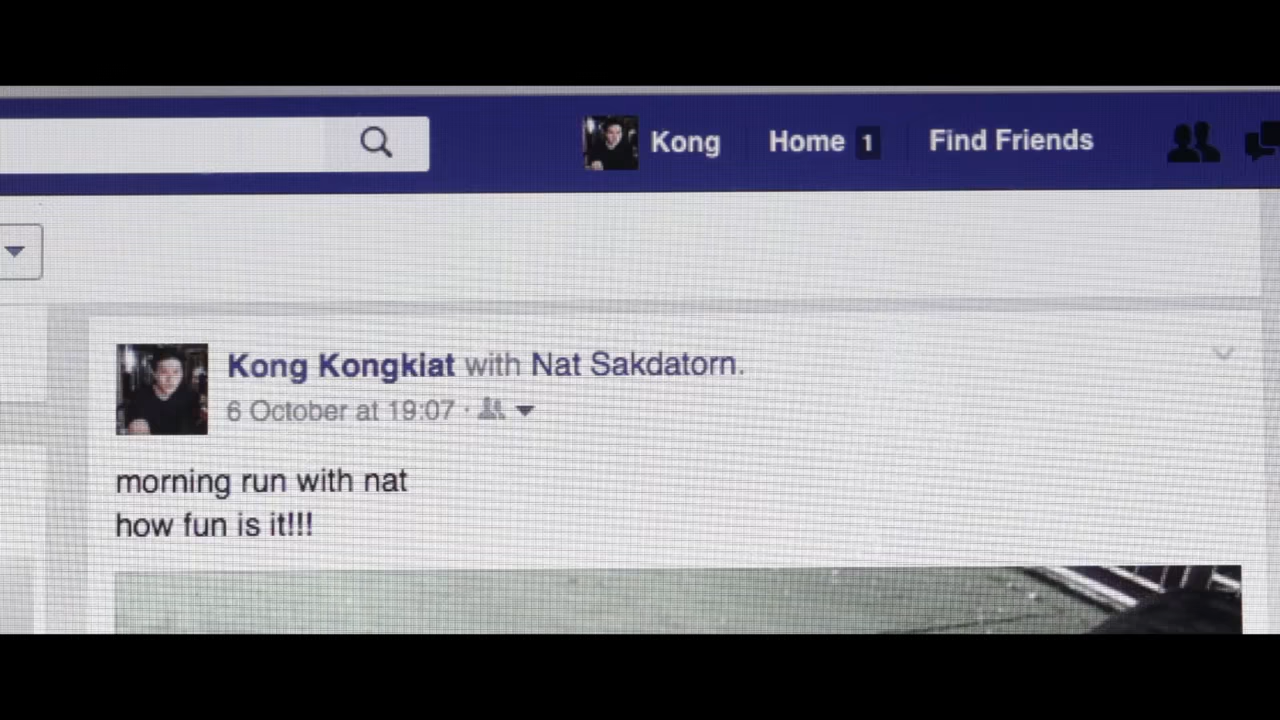 Kong Home 1 Find Friends
Kong Kongkiat with Nat Sakdatorn.
6 October at 19:07 ·
morning run with nat
how fun is it!!!